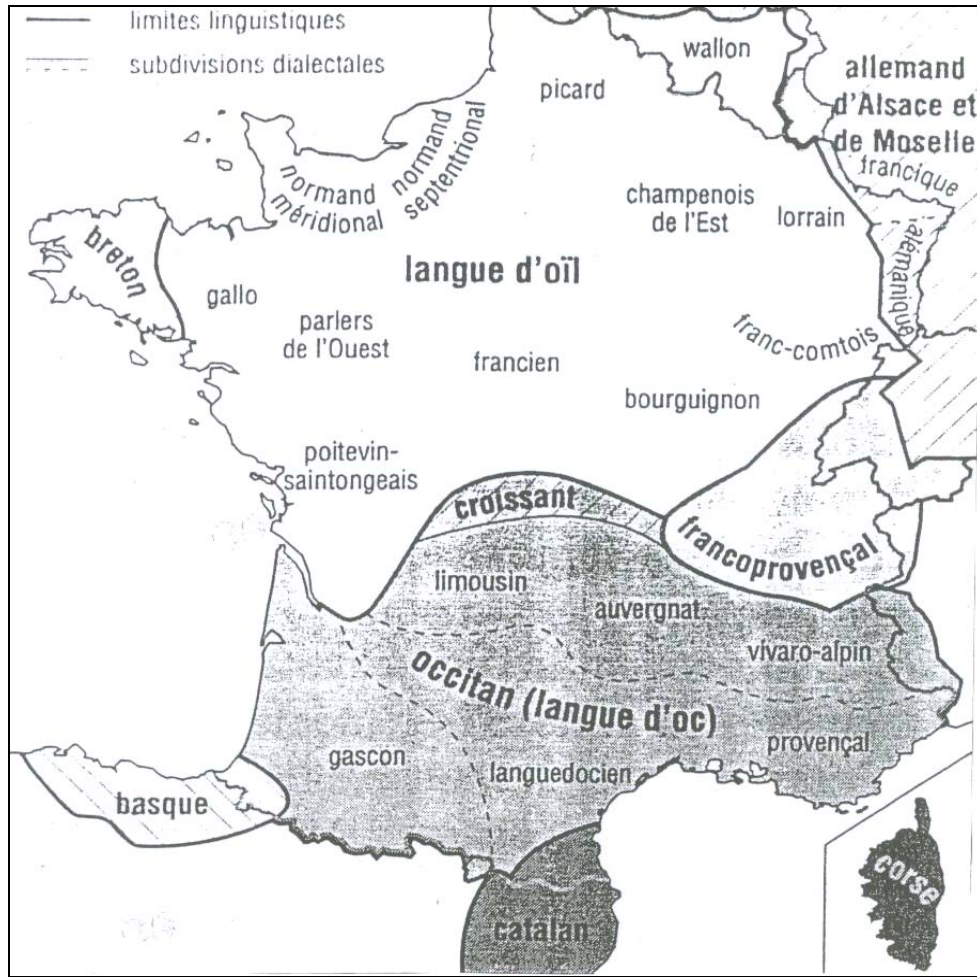 limites linguistiques
subdivisions dialectales
wallon
picard
allemand
d'Alsace et
de Moselle
francique
alémanique
normand
septentrional
normand
méridional
champenois
de l'Est
lorrain
breton
langue d'oïl
gallo
parlers
de l'Ouest
francien
franc-comtois
bourguignon
poitevin-
saintongeais
croissant
francoprovençal
limousin
auvergnat
vivaro-alpin
occitan (langue d'oc)
gascon
languedocien
provençal
basque
catalan
corse